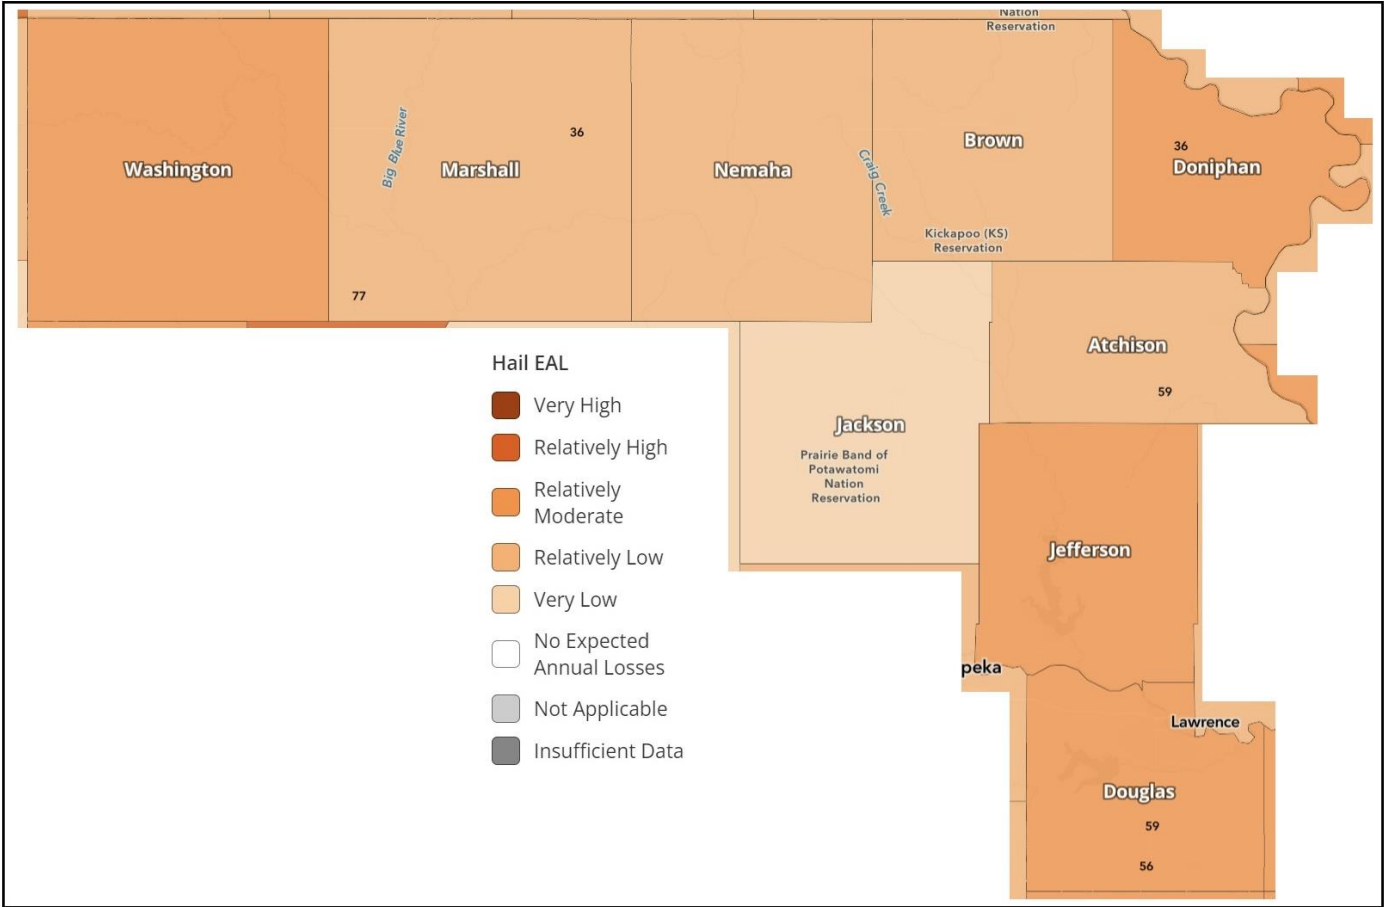 Nation
Reservation
36
Brown
36
Washington
Big Blue River
Marshall
Nemaha
Craig Creek
Doniphan
Kickapoo (KS)
Reservation
77
Atchison
59
Hail EAL
Very High
Relatively High
Relatively
Moderate
Relatively Low
Very Low
No Expected
Annual Losses
Not Applicable
Insufficient Data
Jackson
Prairie Band of
Potawatomi
Nation
Reservation
Jefferson
peka
Lawrence
Douglas
59
56